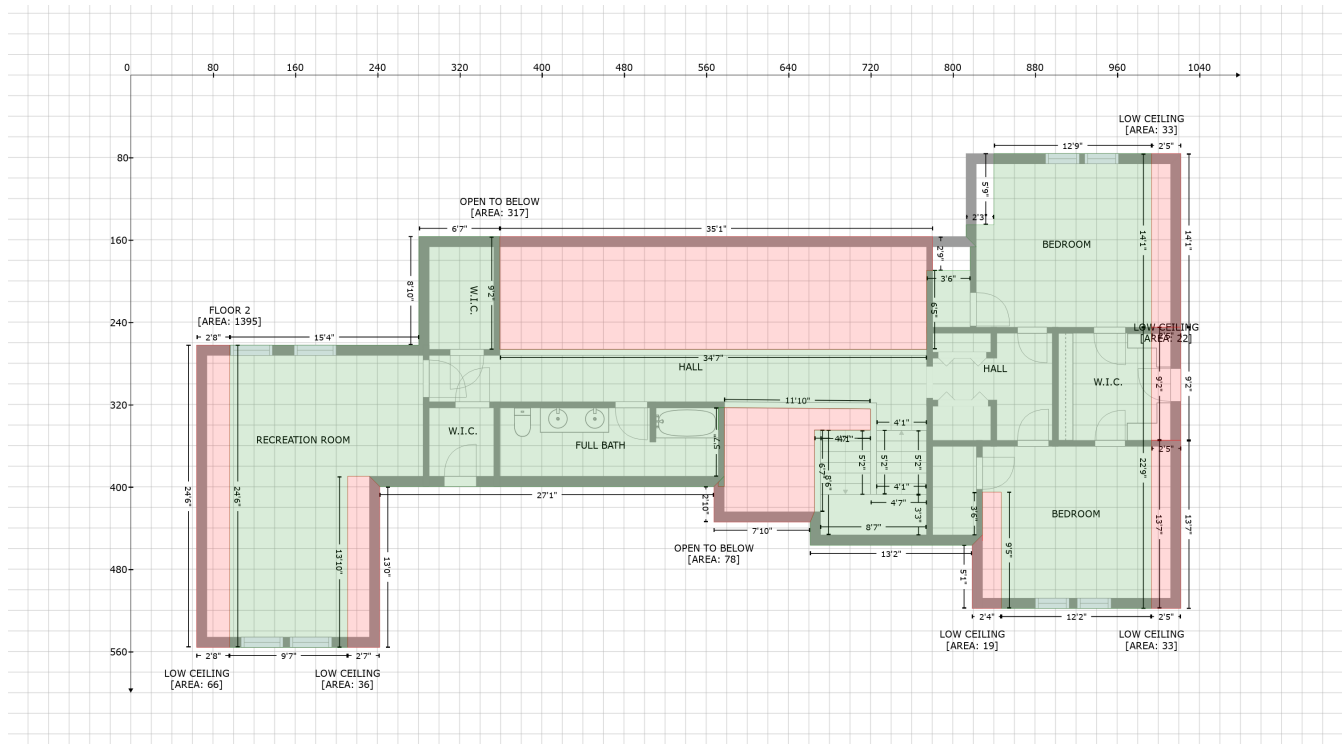 0 80 160 240 320 400 480 560 640 720 800 880 960 1040
LOW CEILING
[AREA: 33]
12'9" 2'5"
80
5'9"
2'3"
14'1" 14'1"
OPEN TO BELOW
[AREA: 317]
6'7" 35'1"
160
8'10"
9'2"
2'9"
BEDROOM
3'6"
W.I.C.
6'5"
FLOOR 2
[AREA: 1395]
240
LOW CEILING
[AREA: 22]
2'8" 15'4"
34'7"
HALL
HALL
W.I.C.
9'2" 9'2"
320
11'10"
4'1"
W.I.C.
RECREATION ROOM
FULL BATH
4'1"
2'5"
24'6" 24'6"
6'7" 8'6" 5'2" 5'2" 5'2"
22'9"
400
4'1"
27'1"
2'10"
4'7"
3'3"
3'6"
BEDROOM
8'7"
7'10"
13'2"
OPEN TO BELOW
[AREA: 78]
13'10" 13'0"
9'5"
13'7" 13'7"
5'1"
480
2'4" 12'2" 2'5"
LOW CEILING
[AREA: 19]
LOW CEILING
[AREA: 33]
560
2'8" 9'7" 2'7"
LOW CEILING
[AREA: 66]
LOW CEILING
[AREA: 36]